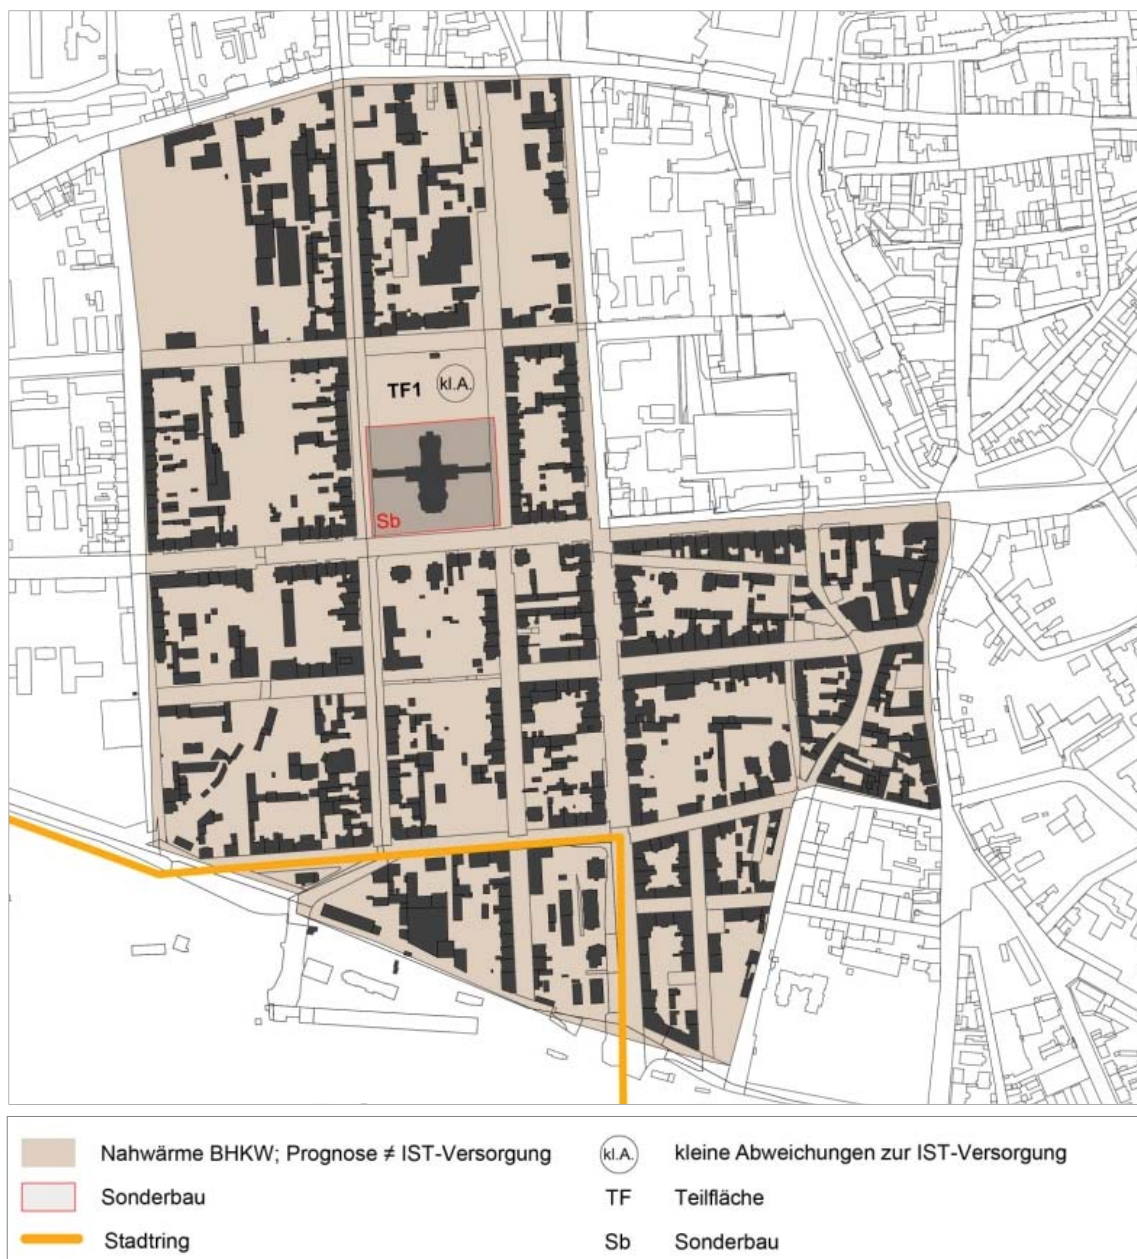 TF1 kl.A.
Sb
Nahwärme BHKW; Prognose ≠ IST-Versorgung
Sonderbau
Stadtring
kl.A. kleine Abweichungen zur IST-Versorgung
TF Teilfläche
Sb Sonderbau